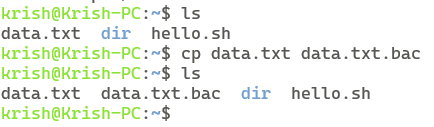 krish@Krish-PC:~$ ls
data.txt  dir  hello.sh
krish@Krish-PC:~$ cp data.txt data.txt.bac
krish@Krish-PC:~$ ls
data.txt  data.txt.bac  dir  hello.sh
krish@Krish-PC:~$